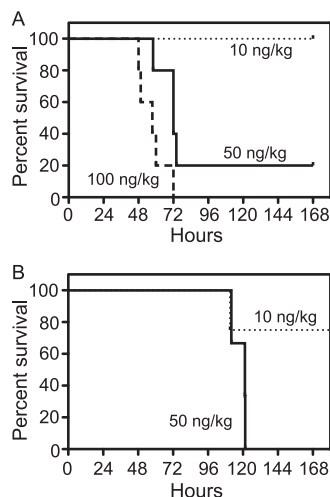 A
Percent survival
100
80
60
40
20
0
10 ng/kg
50 ng/kg
100 ng/kg
0 24 48 72 96 120 144 168
Hours
B
Percent survival
100
80
60
40
20
0
10 ng/kg
50 ng/kg
0 24 48 72 96 120 144 168
Hours